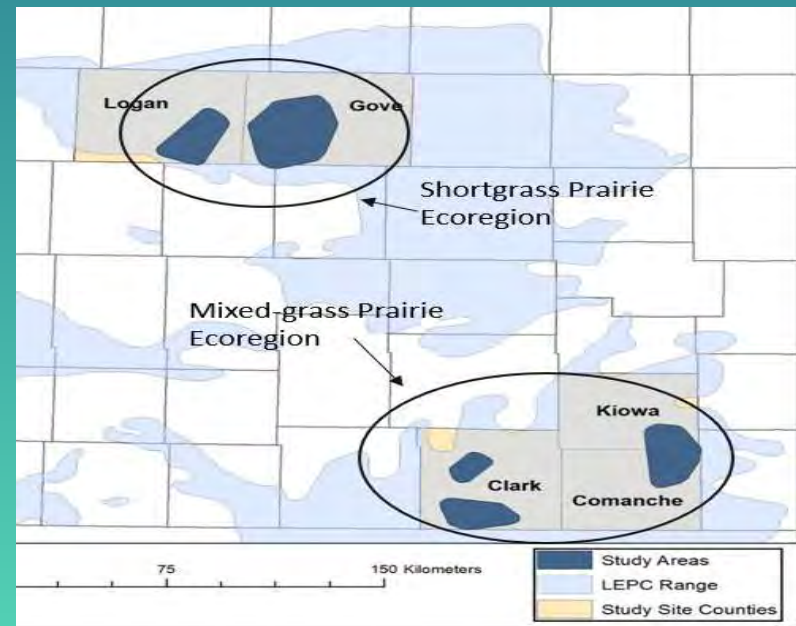 Logan
Gove
Shortgrass Prairie
Ecoregion
Mixed-grass Prairie
Ecoregion
Kiowa
Clark
Comanche
75
150 Kilometers
Study Areas
LEPC Range
Study Site Counties